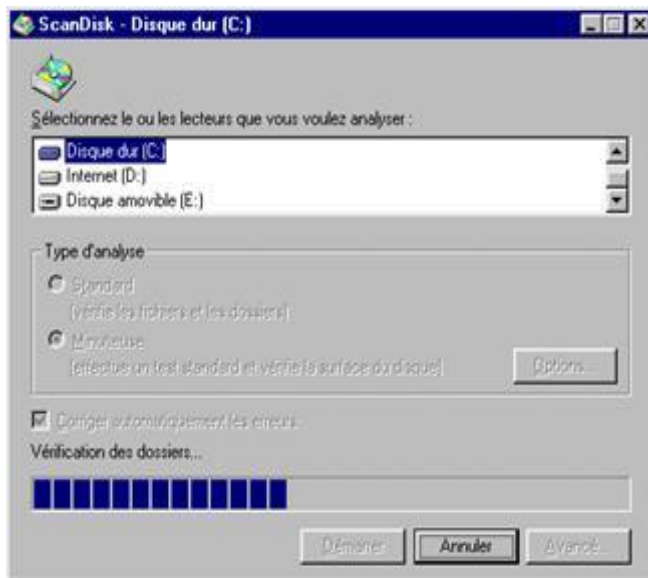 ScanDisk - Disque dur (C:)
Sélectionnez le ou les lecteurs que vous voulez analyser :
Disque dur (C:)
Internet (D:)
Disque amovible (E:)
Type d'analyse
Standard
(vérifie les fichiers et les dossiers)
Minutieuse
(effectue un test standard et vérifie la surface du disque)
Options...
Corriger automatiquement les erreurs
Vérification des dossiers...
Démarrer
Annuler
Avancé...